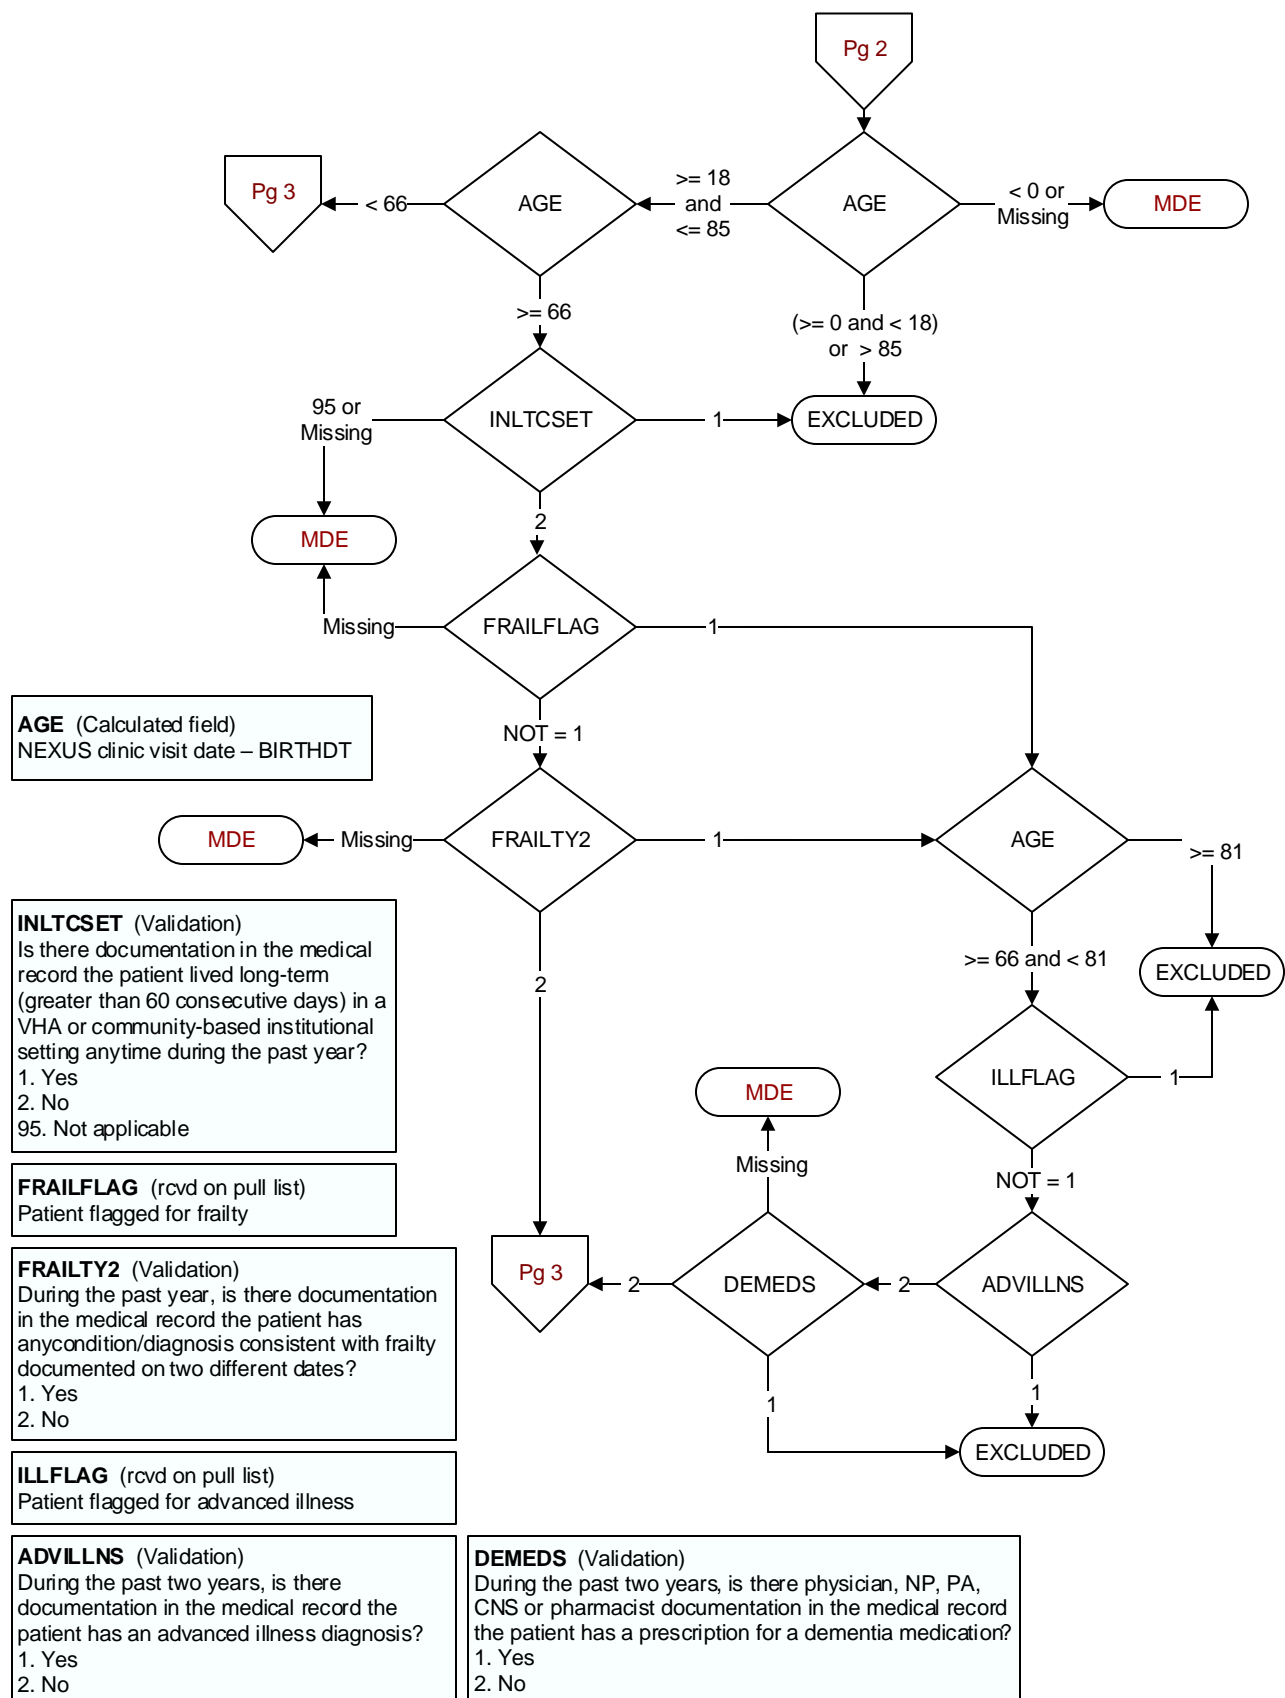 Pg 2
Pg 3
< 66
AGE
>= 18
and
<= 85
AGE
< 0 or
Missing
MDE
>= 66
(>= 0 and < 18)
or > 85
95 or
Missing
INLTCSET
1
EXCLUDED
2
MDE
Missing
FRAILFLAG
1
AGE (Calculated field)
NEXUS clinic visit date – BIRTHDT
NOT = 1
MDE
Missing
FRAILTY2
1
AGE
>= 81
INLTCSET (Validation)
Is there documentation in the medical
record the patient lived long-term
(greater than 60 consecutive days) in a
VHA or community-based institutional
setting anytime during the past year?
1. Yes
2. No
95. Not applicable
2
>= 66 and < 81
EXCLUDED
ILLFLAG
1
MDE
Missing
NOT = 1
FRAILFLAG (rcvd on pull list)
Patient flagged for frailty
Pg 3
2
DEMEDS
2
ADVILLNS
FRAILTY2 (Validation)
During the past year, is there documentation
in the medical record the patient has
anycondition/diagnosis consistent with frailty
documented on two different dates?
1. Yes
2. No
1
1
EXCLUDED
ILLFLAG (rcvd on pull list)
Patient flagged for advanced illness
ADVILLNS (Validation)
During the past two years, is there
documentation in the medical record the
patient has an advanced illness diagnosis?
1. Yes
2. No
DEMEDS (Validation)
During the past two years, is there physician, NP, PA,
CNS or pharmacist documentation in the medical record
the patient has a prescription for a dementia medication?
1. Yes
2. No